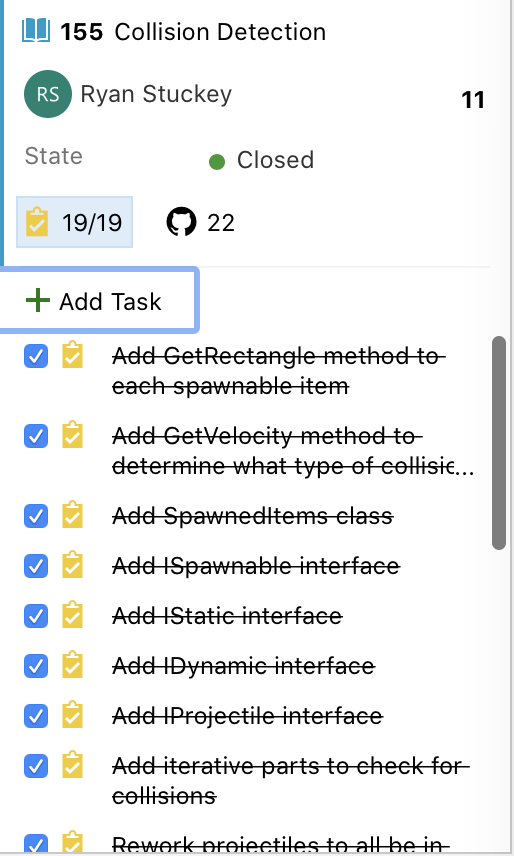 155 Collision Detection
RS Ryan Stuckey 11
State Closed
19/19 22
Add Task
Add GetRectangle method to
each spawnable item
Add GetVelocity method to
determine what type of collisic...
Add SpawnedItems class
Add ISpawnable interface
Add IStatic interface
Add IDynamic interface
Add IProjectile interface
Add iterative parts to check for
collisions
Rework projectiles to all be in